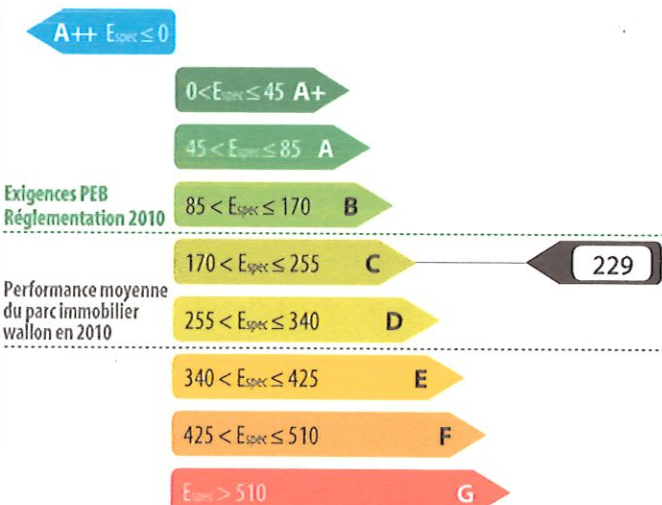 A++ Espec ≤ 0
0<Espec ≤ 45 A+
45 < Espec ≤ 85 A
Exigences PEB
Réglementation 2010
85 < Espec ≤ 170 B
170 < Espec ≤ 255 C
229
Performance moyenne
du parc immobilier
wallon en 2010
255 < Espec ≤ 340 D
340 < Espec ≤ 425 E
425 < Espec ≤ 510 F
Espec > 510 G